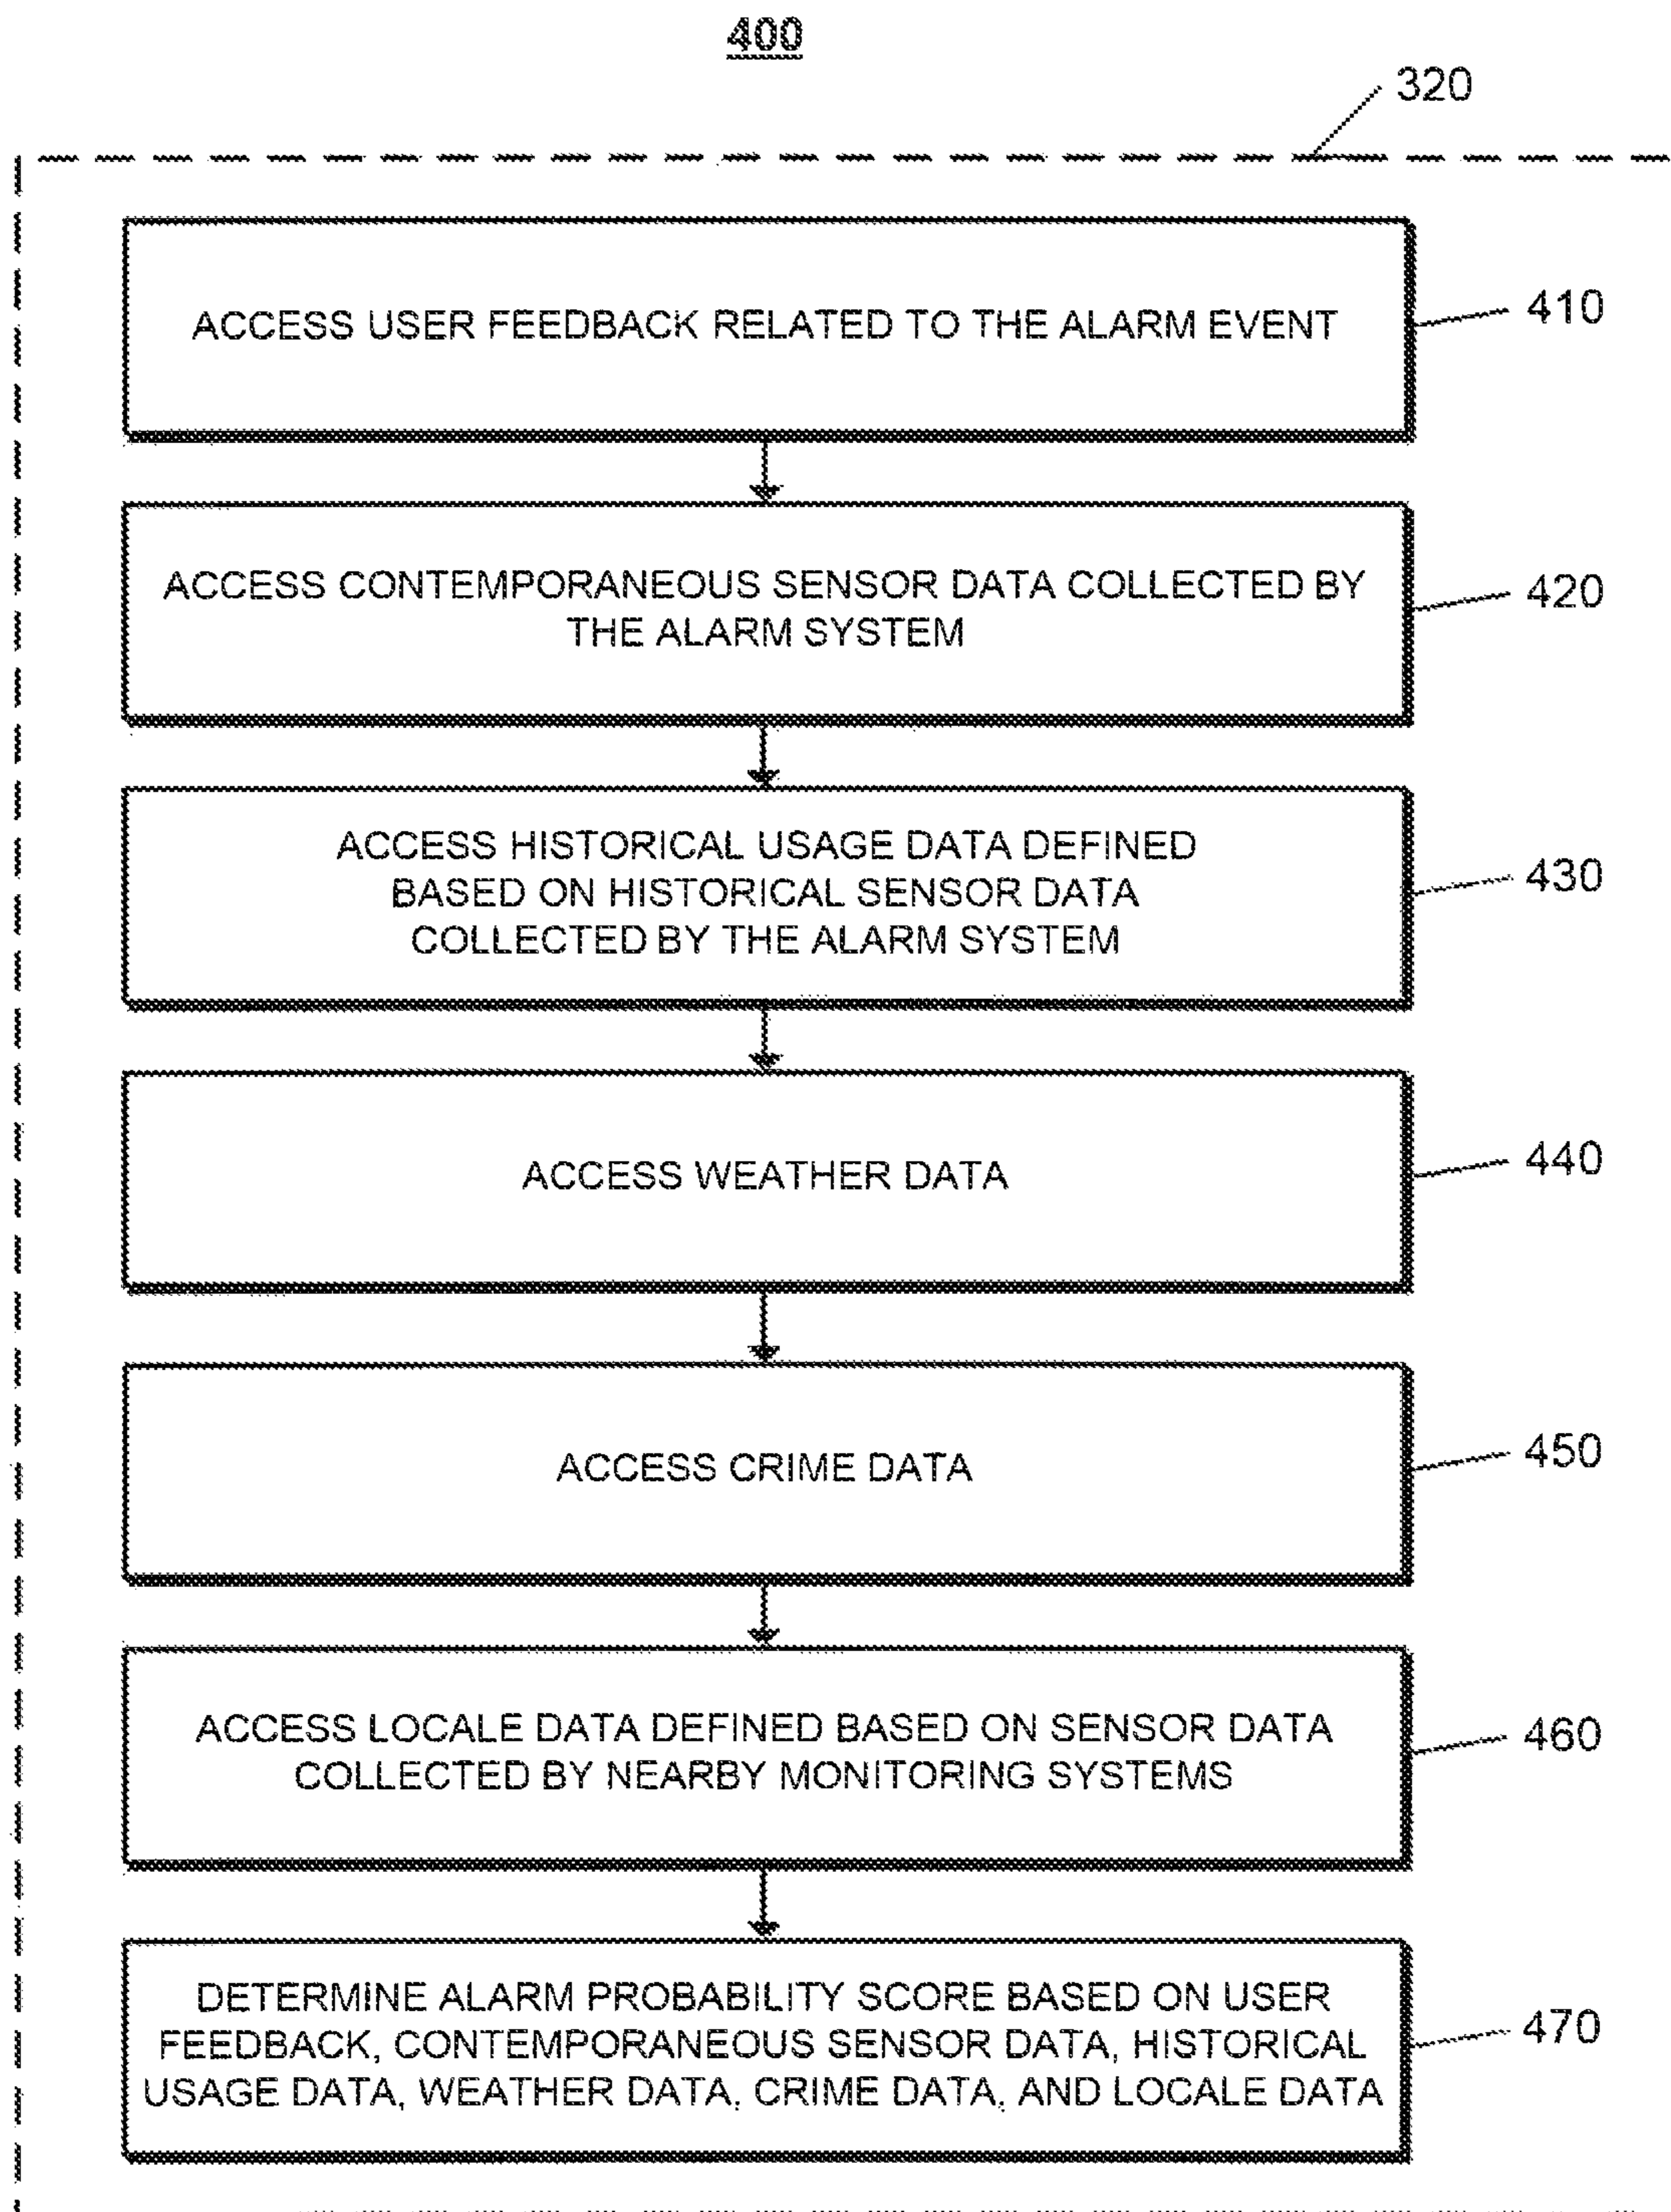 400
320
ACCESS USER FEEDBACK RELATED TO THE ALARM EVENT
410
ACCESS CONTEMPORANEOUS SENSOR DATA COLLECTED BY
THE ALARM SYSTEM
420
ACCESS HISTORICAL USAGE DATA DEFINED
BASED ON HISTORICAL SENSOR DATA
COLLECTED BY THE ALARM SYSTEM
430
ACCESS WEATHER DATA
440
ACCESS CRIME DATA
450
ACCESS LOCALE DATA DEFINED BASED ON SENSOR DATA
COLLECTED BY NEARBY MONITORING SYSTEMS
460
DETERMINE ALARM PROBABILITY SCORE BASED ON USER
FEEDBACK, CONTEMPORANEOUS SENSOR DATA, HISTORICAL
USAGE DATA, WEATHER DATA, CRIME DATA, AND LOCALE DATA
470